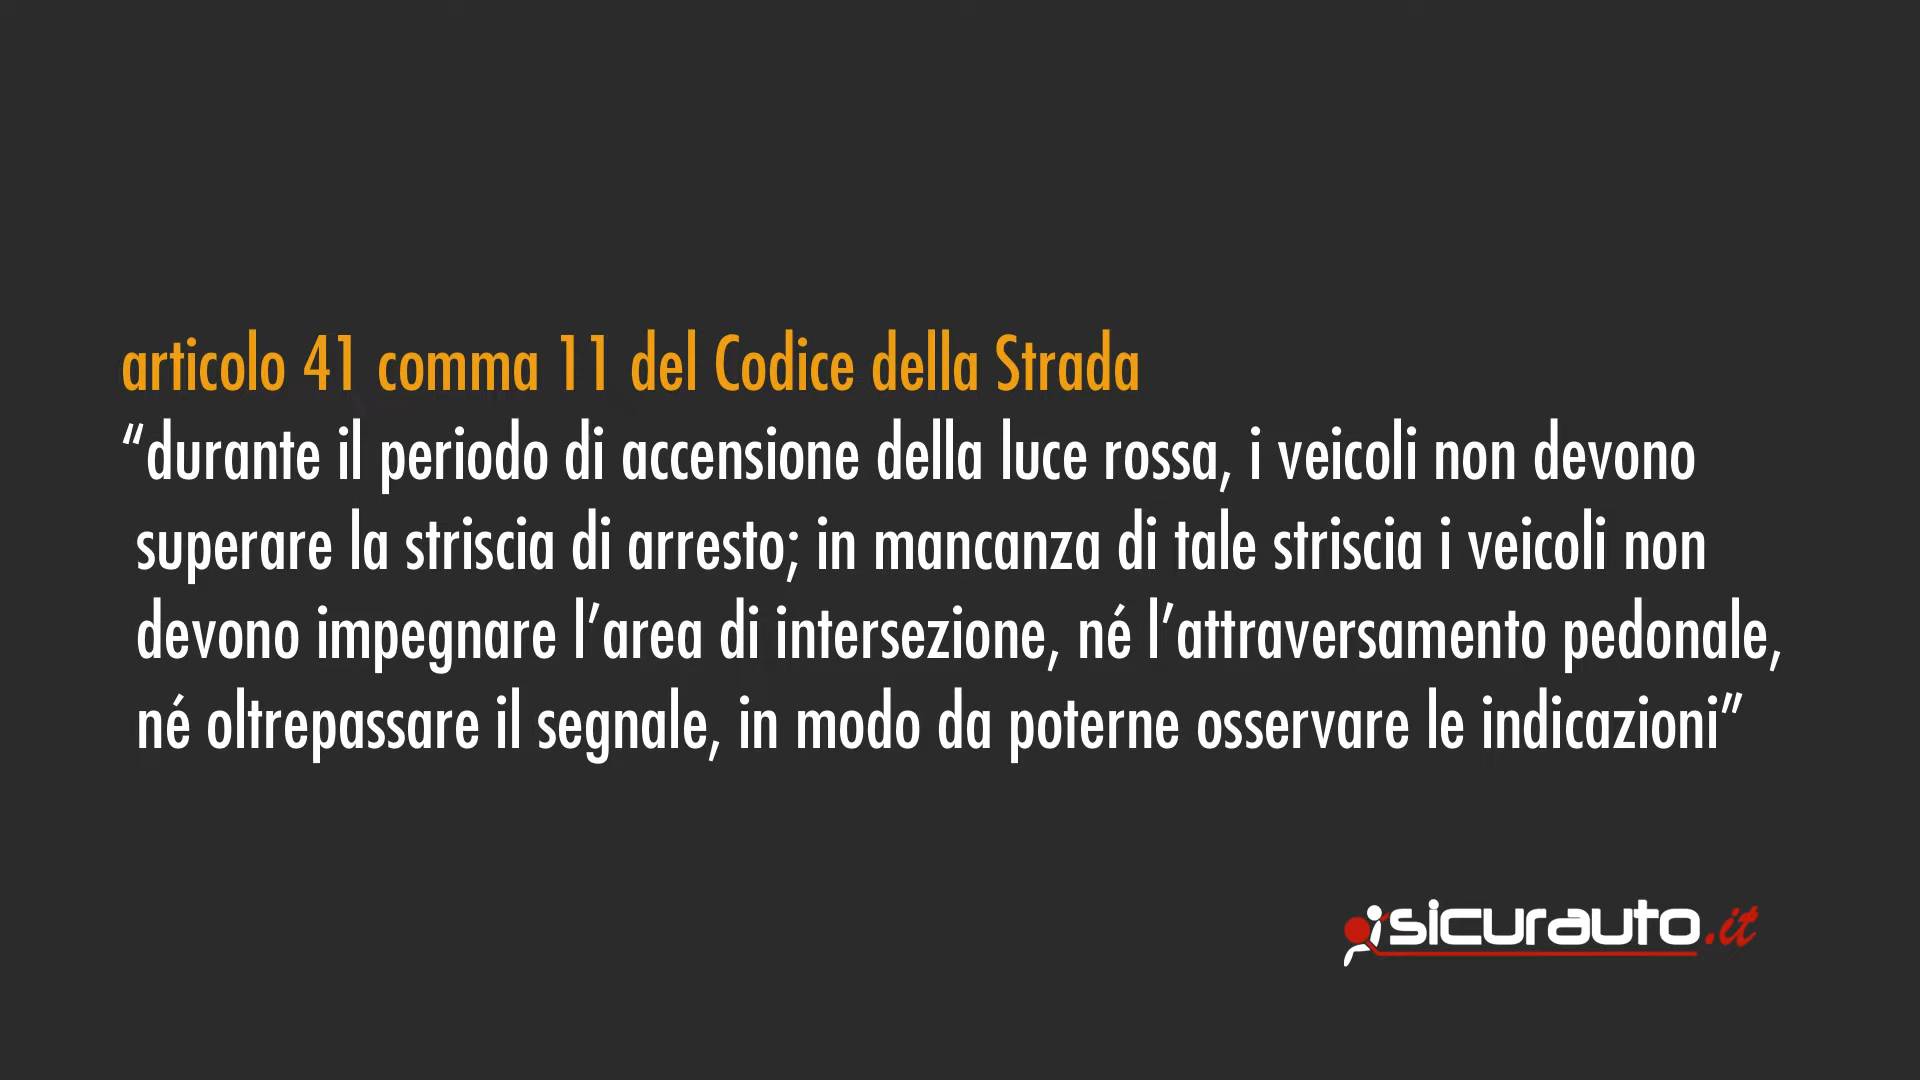 articolo 41 comma 11 del Codice della Strada
“durante il periodo di accensione della luce rossa, i veicoli non devono
superare la striscia di arresto; in mancanza di tale striscia i veicoli non
devono impegnare l’area di intersezione, né l’attraversamento pedonale,
né oltrepassare il segnale, in modo da poterne osservare le indicazioni”
sicurauto.it